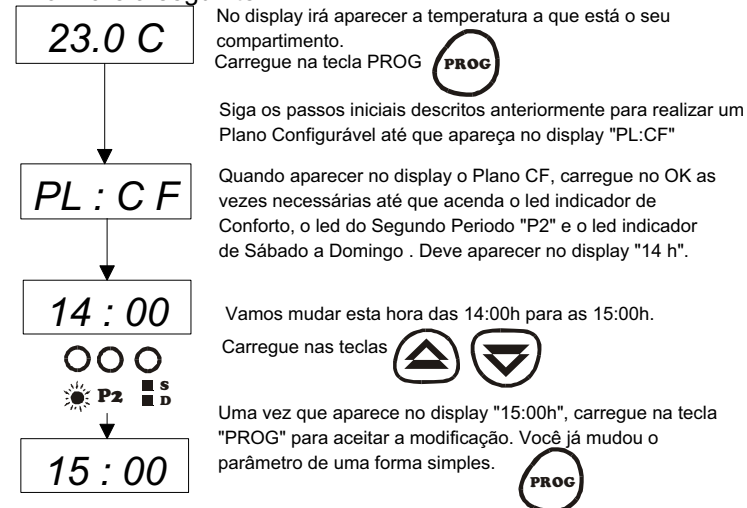 23.0 C
No display irá aparecer a temperatura a que está o seu
compartimento.
Carregue na tecla PROG
PROG
Siga os passos iniciais descritos anteriormente para realizar um
Plano Configurável até que apareça no display "PL:CF"
PL : C F
Quando aparecer no display o Plano CF, carregue no OK as
vezes necessárias até que acenda o led indicador de
Conforto, o led do Segundo Periodo "P2" e o led indicador
de Sábado a Domingo . Deve aparecer no display "14 h".
14 : 00
Vamos mudar esta hora das 14:00h para as 15:00h.
Carregue nas teclas
P2
S
D
Uma vez que aparece no display "15:00h", carregue na tecla
"PROG" para aceitar a modificação. Você já mudou o
parâmetro de uma forma simples.
PROG
15 : 00